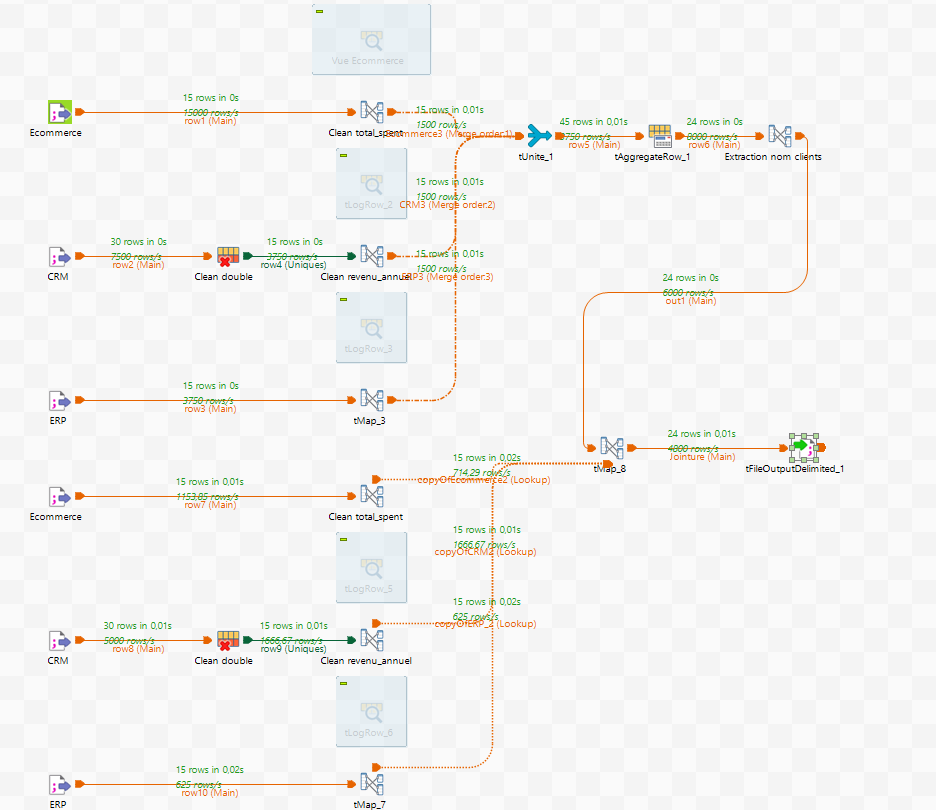 Vue Ecommerce
15 rows in 0s
15000 rows/s
row1 (Main)
Ecommerce
Clean total_spent
15 rows in 0,01s
1500 rows/s
Ecommerce3 (Merge order:1)
tUnite_1
45 rows in 0,01s
3750 rows/s
row5 (Main)
tAggregateRow_1
24 rows in 0s
8000 rows/s
row6 (Main)
Extraction nom clients
tLogRow_2
15 rows in 0,01s
1500 rows/s
CRM3 (Merge order:2)
30 rows in 0s
7500 rows/s
row2 (Main)
CRM
Clean double
15 rows in 0s
3750 rows/s
row4 (Uniques)
Clean revenu_annuel
15 rows in 0,01s
1500 rows/s
ERP3 (Merge order:3)
24 rows in 0s
6000 rows/s
out1 (Main)
tLogRow_3
15 rows in 0s
3750 rows/s
row3 (Main)
ERP
tMap_3
tMap_8
24 rows in 0,01s
4800 rows/s
Jointure (Main)
tFileOutputDelimited_1
15 rows in 0,02s
714,29 rows/s
copyOfEcommerce2 (Lookup)
15 rows in 0,01s
1153,85 rows/s
row7 (Main)
Ecommerce
Clean total_spent
15 rows in 0,01s
1666,67 rows/s
copyOfCRM2 (Lookup)
tLogRow_5
15 rows in 0,02s
625 rows/s
copyOfERP_2 (Lookup)
30 rows in 0,01s
5000 rows/s
row8 (Main)
CRM
Clean double
15 rows in 0,01s
1666,67 rows/s
row9 (Uniques)
Clean revenu_annuel
tLogRow_6
15 rows in 0,02s
625 rows/s
row10 (Main)
ERP
tMap_7